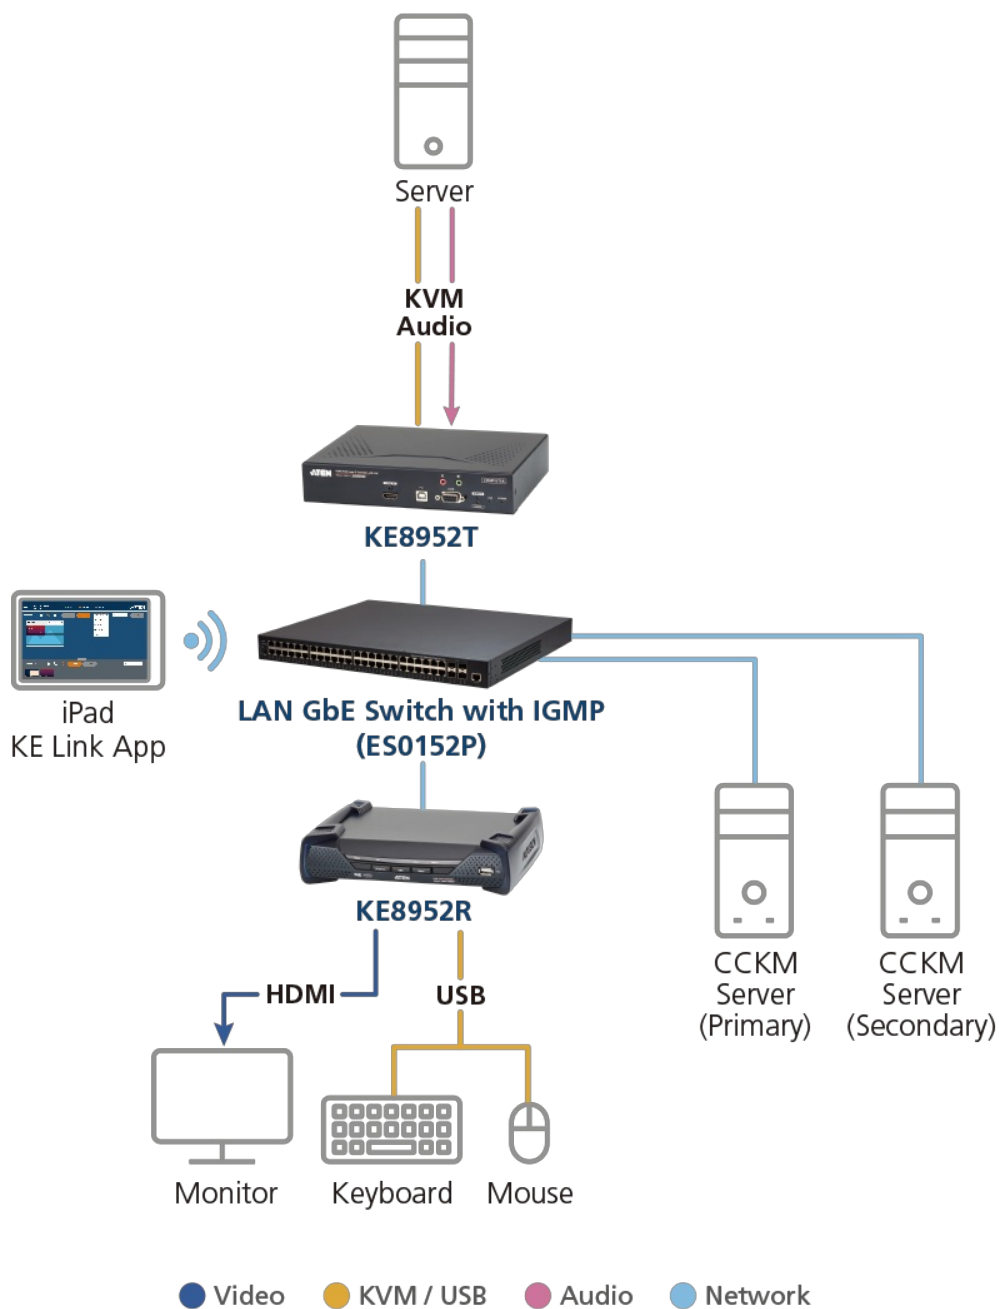 Server
KVM
Audio
ATEN
KE8952T
iPad
KE Link App
LAN GbE Switch with IGMP
(ES0152P)
KE8952R
HDMI
USB
CCKM
Server
(Primary)
CCKM
Server
(Secondary)
Monitor
Keyboard
Mouse
Video
KVM / USB
Audio
Network